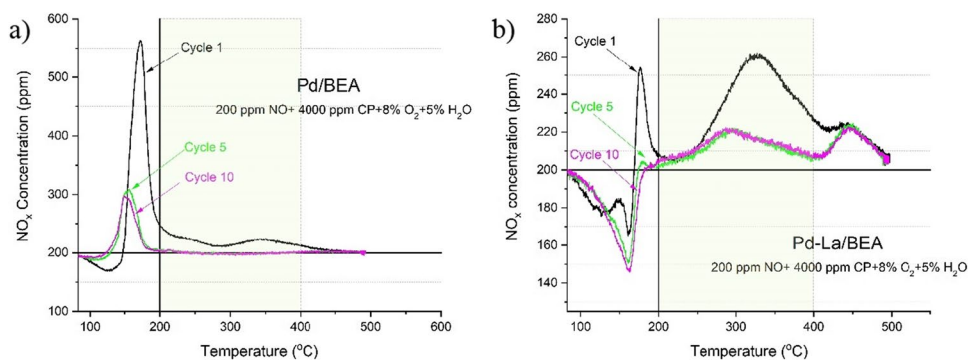 a)
600
500
400
300
200
100
NOx Concentration (ppm)
Cycle 1
Pd/BEA
200 ppm NO+ 4000 ppm CP+8% O2+5% H2O
Cycle 5
Cycle 10
100 200 300 400 500 600
Temperature (°C)
b)
280
260
240
220
200
180
160
140
NOx concentration (ppm)
Cycle 1
Cycle 5
Cycle 10
Pd-La/BEA
200 ppm NO+ 4000 ppm CP+8% O2+5% H2O
100 200 300 400 500
Temperature (°C)